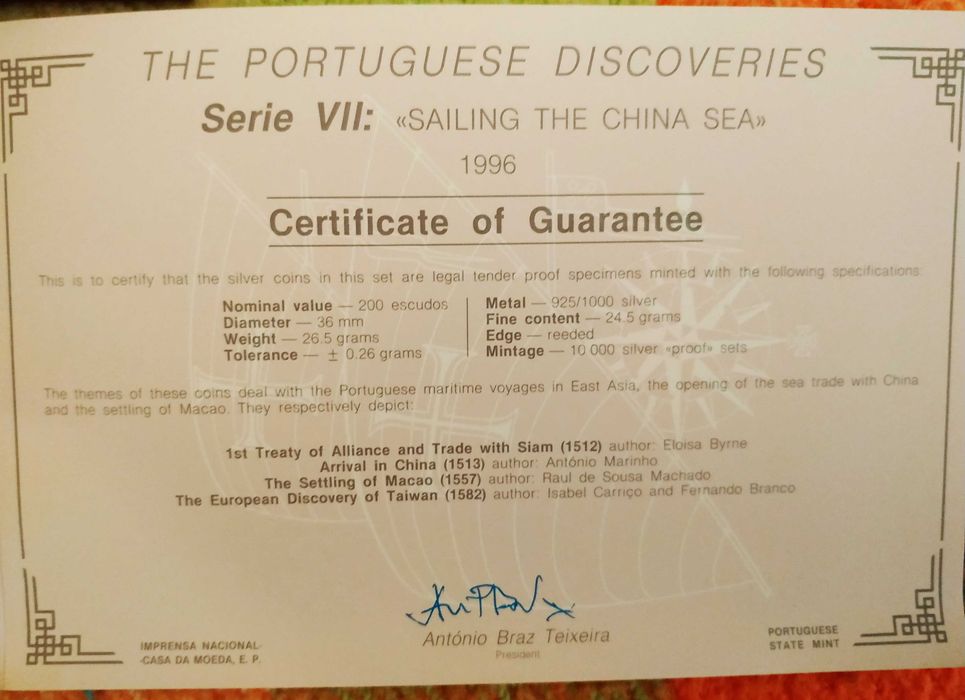 THE PORTUGUESE DISCOVERIES
Serie VII: «SAILING THE CHINA SEA»
1996
Certificate of Guarantee
This is to certify that the silver coins in this set are legal tender proof specimens minted with the following specifications:
Nominal value — 200 escudos
Diameter — 36 mm
Weight — 26.5 grams
Tolerance — ± 0.26 grams
Metal — 925/1000 silver
Fine content — 24.5 grams
Edge — reeded
Mintage — 10 000 silver «proof» sets
The themes of these coins deal with the Portuguese maritime voyages in East Asia, the opening of the sea trade with China
and the settling of Macao. They respectively depict:
1st Treaty of Alliance and Trade with Siam (1512) author: Eloisa Byrne
Arrival in China (1513) author: António Marinho
The Settling of Macao (1557) author: Raul de Sousa Machado
The European Discovery of Taiwan (1582) author: Isabel Carriço and Fernando Branco
António Braz Teixeira
President
IMPRENSA NACIONAL-
-CASA DA MOEDA, E. P.
PORTUGUESE
STATE MINT